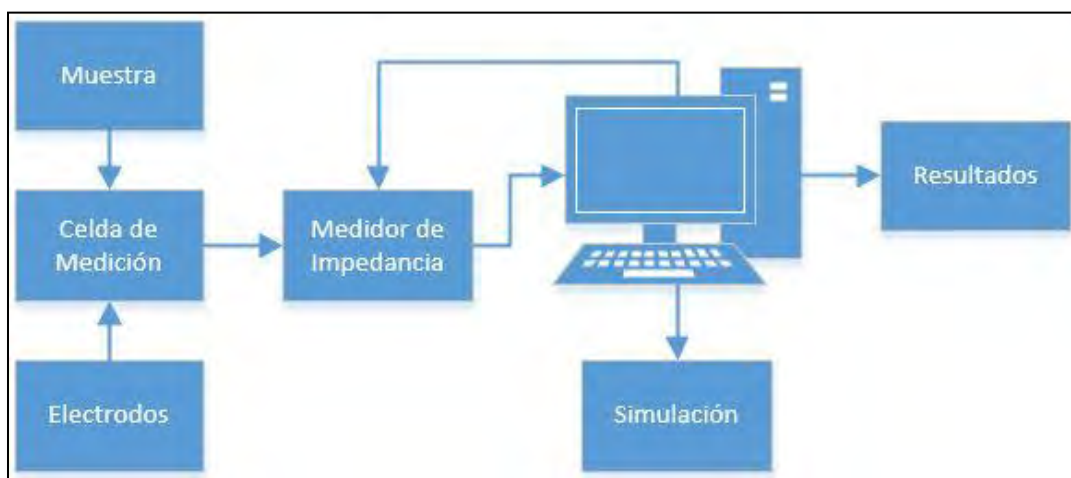 Muestra
Celda de
Medición
Electrodos
Medidor de
Impedancia
Resultados
Simulación